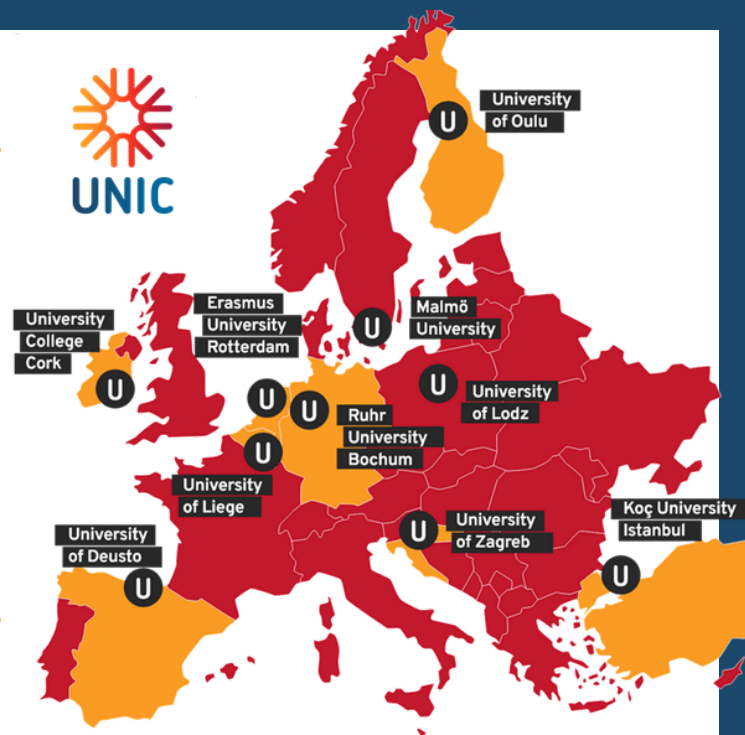 UNIC
University
of Oulu
Erasmus
University
Rotterdam
Malmö
University
University
College
Cork
University
of Lodz
Ruhr
University
Bochum
University
of Liege
University
of Deusto
University
of Zagreb
Koç University
Istanbul
U
U
U
U
U
U
U
U
U
U